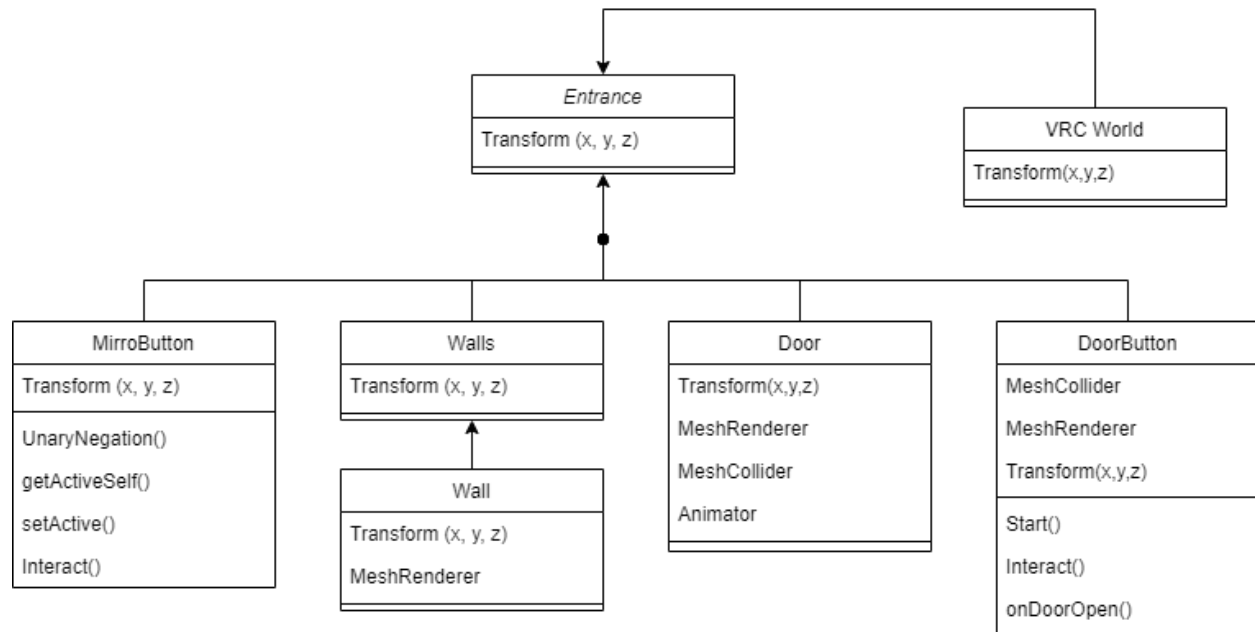 Entrance
Transform (x, y, z)
VRC World
Transform(x,y,z)
MirroButton
Transform (x, y, z)
UnaryNegation()
getActiveSelf()
setActive()
Interact()
Walls
Transform (x, y, z)
Wall
Transform (x, y, z)
MeshRenderer
Door
Transform(x,y,z)
MeshRenderer
MeshCollider
Animator
DoorButton
MeshCollider
MeshRenderer
Transform(x,y,z)
Start()
Interact()
onDoorOpen()